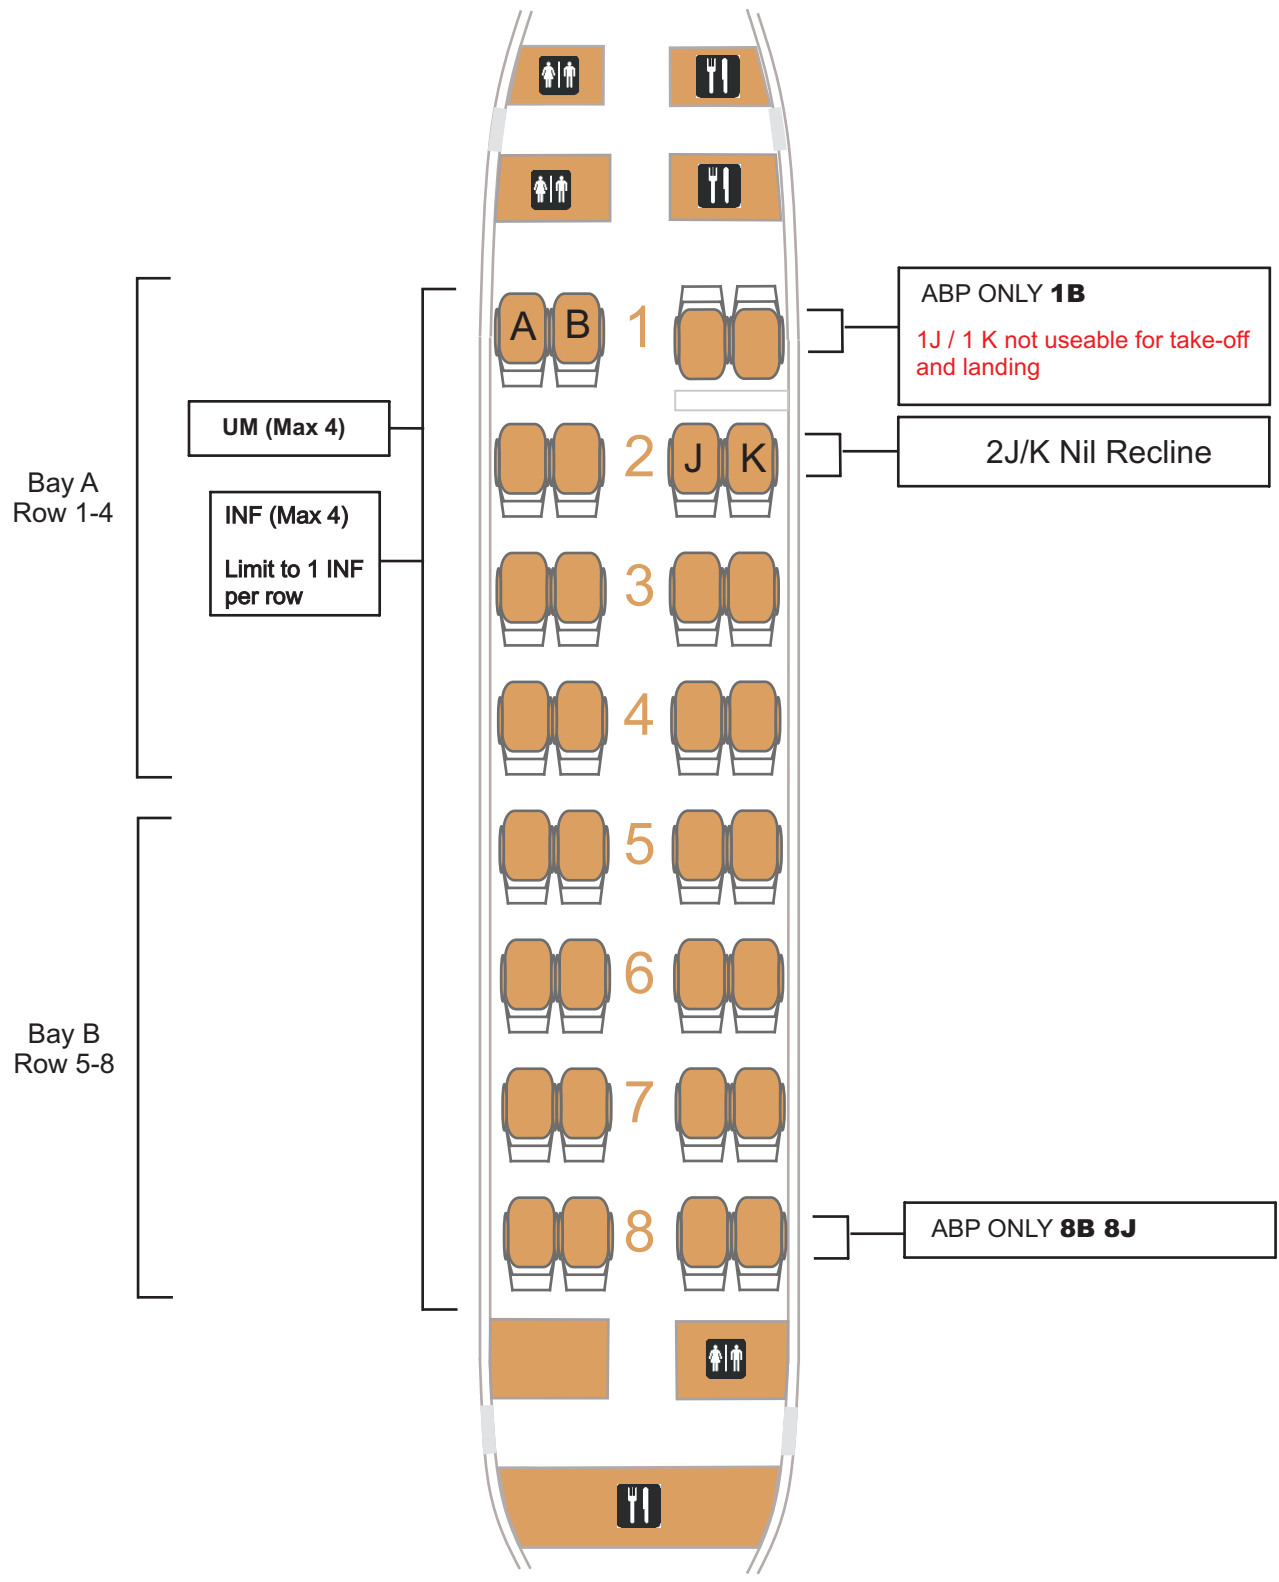 A B 1
ABP ONLY 1B
1J / 1 K not useable for take-off
and landing
UM (Max 4)
2 J K
2J/K Nil Recline
Bay A
Row 1-4
INF (Max 4)
Limit to 1 INF
per row
3
4
5
6
Bay B
Row 5-8
7
8
ABP ONLY 8B 8J